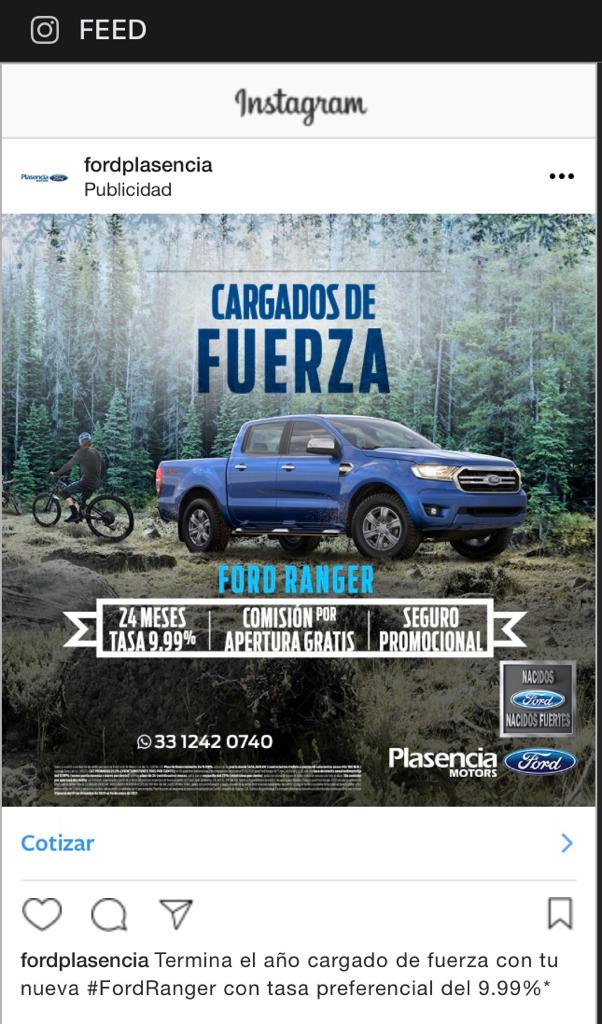 FEED
Instagram
fordplasencia
Publicidad
Plasencia Ford
CARGADOS DE
FUERZA
FORD RANGER
24 MESES
TASA 9.99%
COMISIÓN POR
APERTURA GRATIS
SEGURO
PROMOCIONAL
NACIDOS
Ford
NACIDOS FUERTES
33 1242 0740
Plasencia
MOTORS
Ford
Cotizar
fordplasencia Termina el año cargado de fuerza con tu
nueva #FordRanger con tasa preferencial del 9.99%*